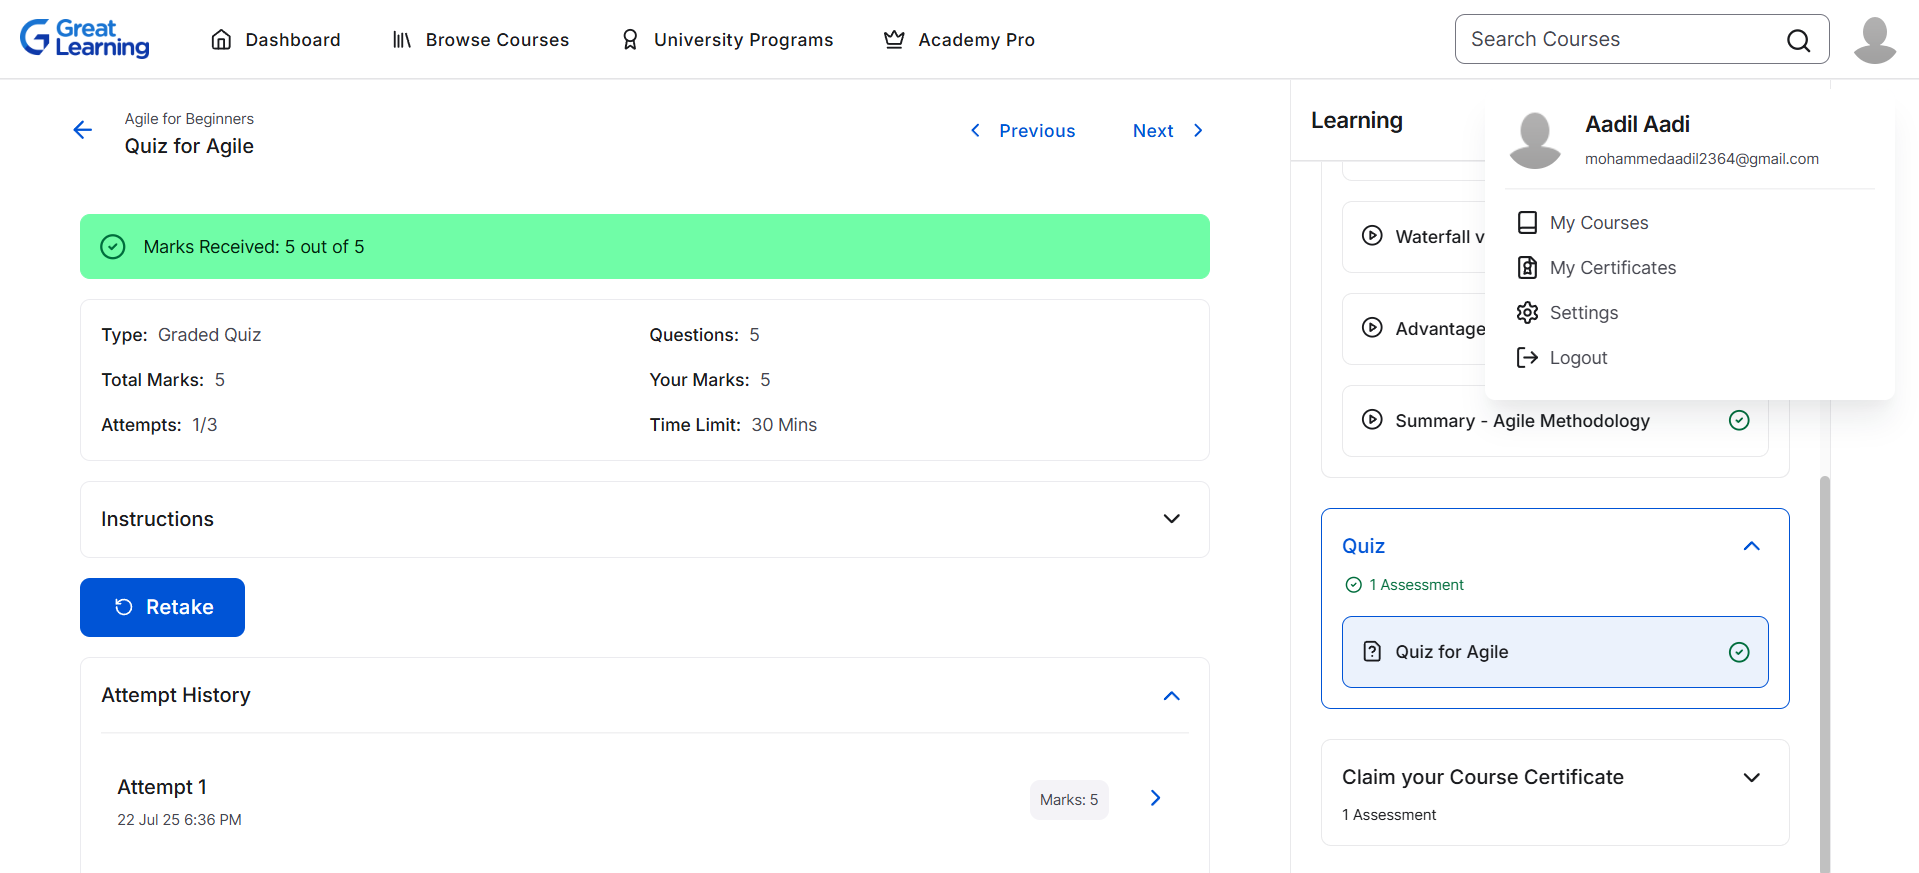 Great Learning
Dashboard
Browse Courses
University Programs
Academy Pro
Search Courses
Agile for Beginners
Quiz for Agile
Previous
Next
Marks Received: 5 out of 5
Type: Graded Quiz
Questions: 5
Total Marks: 5
Your Marks: 5
Attempts: 1/3
Time Limit: 30 Mins
Instructions
Retake
Attempt History
Attempt 1
22 Jul 25 6:36 PM
Marks: 5
Learning
Waterfall v
Advantage
Summary - Agile Methodology
Quiz
1 Assessment
Quiz for Agile
Claim your Course Certificate
1 Assessment
Aadil Aadi
mohammedaadil2364@gmail.com
My Courses
My Certificates
Settings
Logout